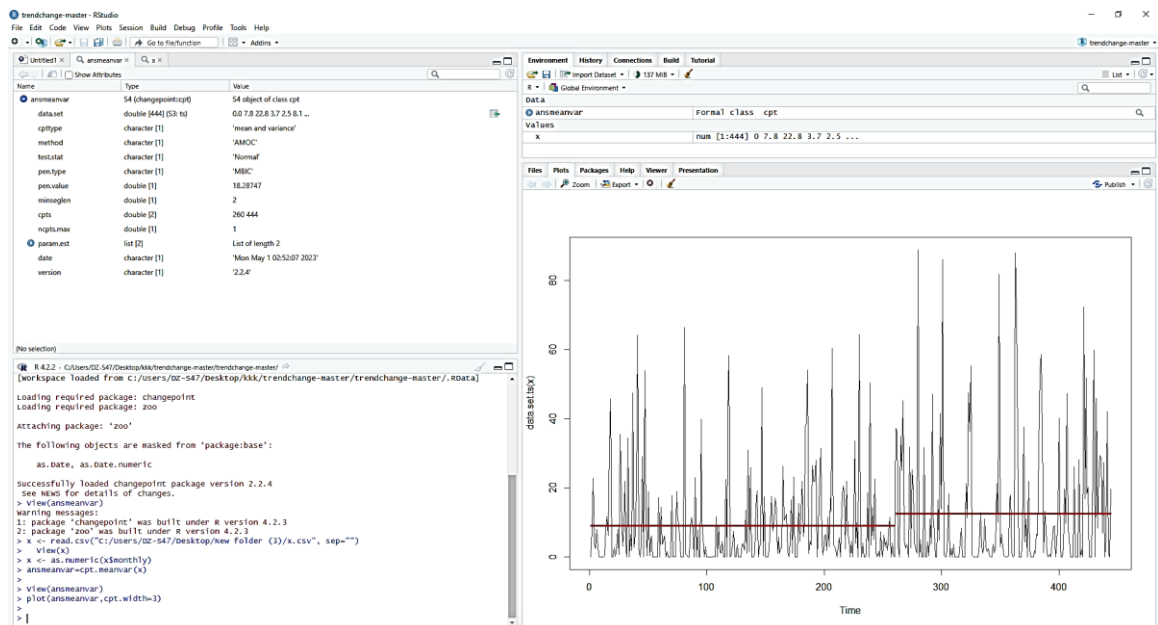 trendchange-master - RStudio
File Edit Code View Plots Session Build Debug Profile Tools Help
Go to file/function
Addins
trendchange-master
Untitled1 × ansmeanvar × x ×
Show Attributes
Name Type Value
ansmeanvar S4 (changepoint::cpt) S4 object of class cpt
data.set double [444] (S3: ts) 0.0 7.8 22.8 3.7 2.5 8.1 ...
cpttype character [1] 'mean and variance'
method character [1] 'AMOC'
test.stat character [1] 'Normal'
pen.type character [1] 'MBIC'
pen.value double [1] 18.28747
minseglen double [1] 2
cpts double [2] 260 444
ncpts.max double [1] 1
param.est list [2] List of length 2
date character [1] 'Mon May 1 02:52:07 2023'
version character [1] '2.2.4'
(No selection)
R 4.2.2 - C:/Users/DZ-S47/Desktop/kkk/trendchange-master/trendchange-master/
[Workspace loaded from C:/Users/DZ-S47/Desktop/kkk/trendchange-master/trendchange-master/.RData]
Loading required package: changepoint
Loading required package: zoo
Attaching package: ‘zoo’
The following objects are masked from ‘package:base’:
as.Date, as.Date.numeric
Successfully loaded changepoint package version 2.2.4
See NEWS for details of changes.
> View(ansmeanvar)
Warning messages:
1: package ‘changepoint’ was built under R version 4.2.3
2: package ‘zoo’ was built under R version 4.2.3
> x <- read.csv("C:/Users/DZ-S47/Desktop/New folder (3)/x.csv", sep="")
> View(x)
> x <- as.numeric(x$monthly)
> ansmeanvar=cpt.meanvar(x)
>
> View(ansmeanvar)
> plot(ansmeanvar,cpt.width=3)
>
>
Environment History Connections Build Tutorial
Import Dataset 137 MiB
List
R Global Environment
Data
ansmeanvar Formal class cpt
Values
x num [1:444] 0 7.8 22.8 3.7 2.5 ...
Files Plots Packages Help Viewer Presentation
Zoom Export Publish
data.set.ts(x)
80
60
40
20
0
0 100 200 300 400
Time